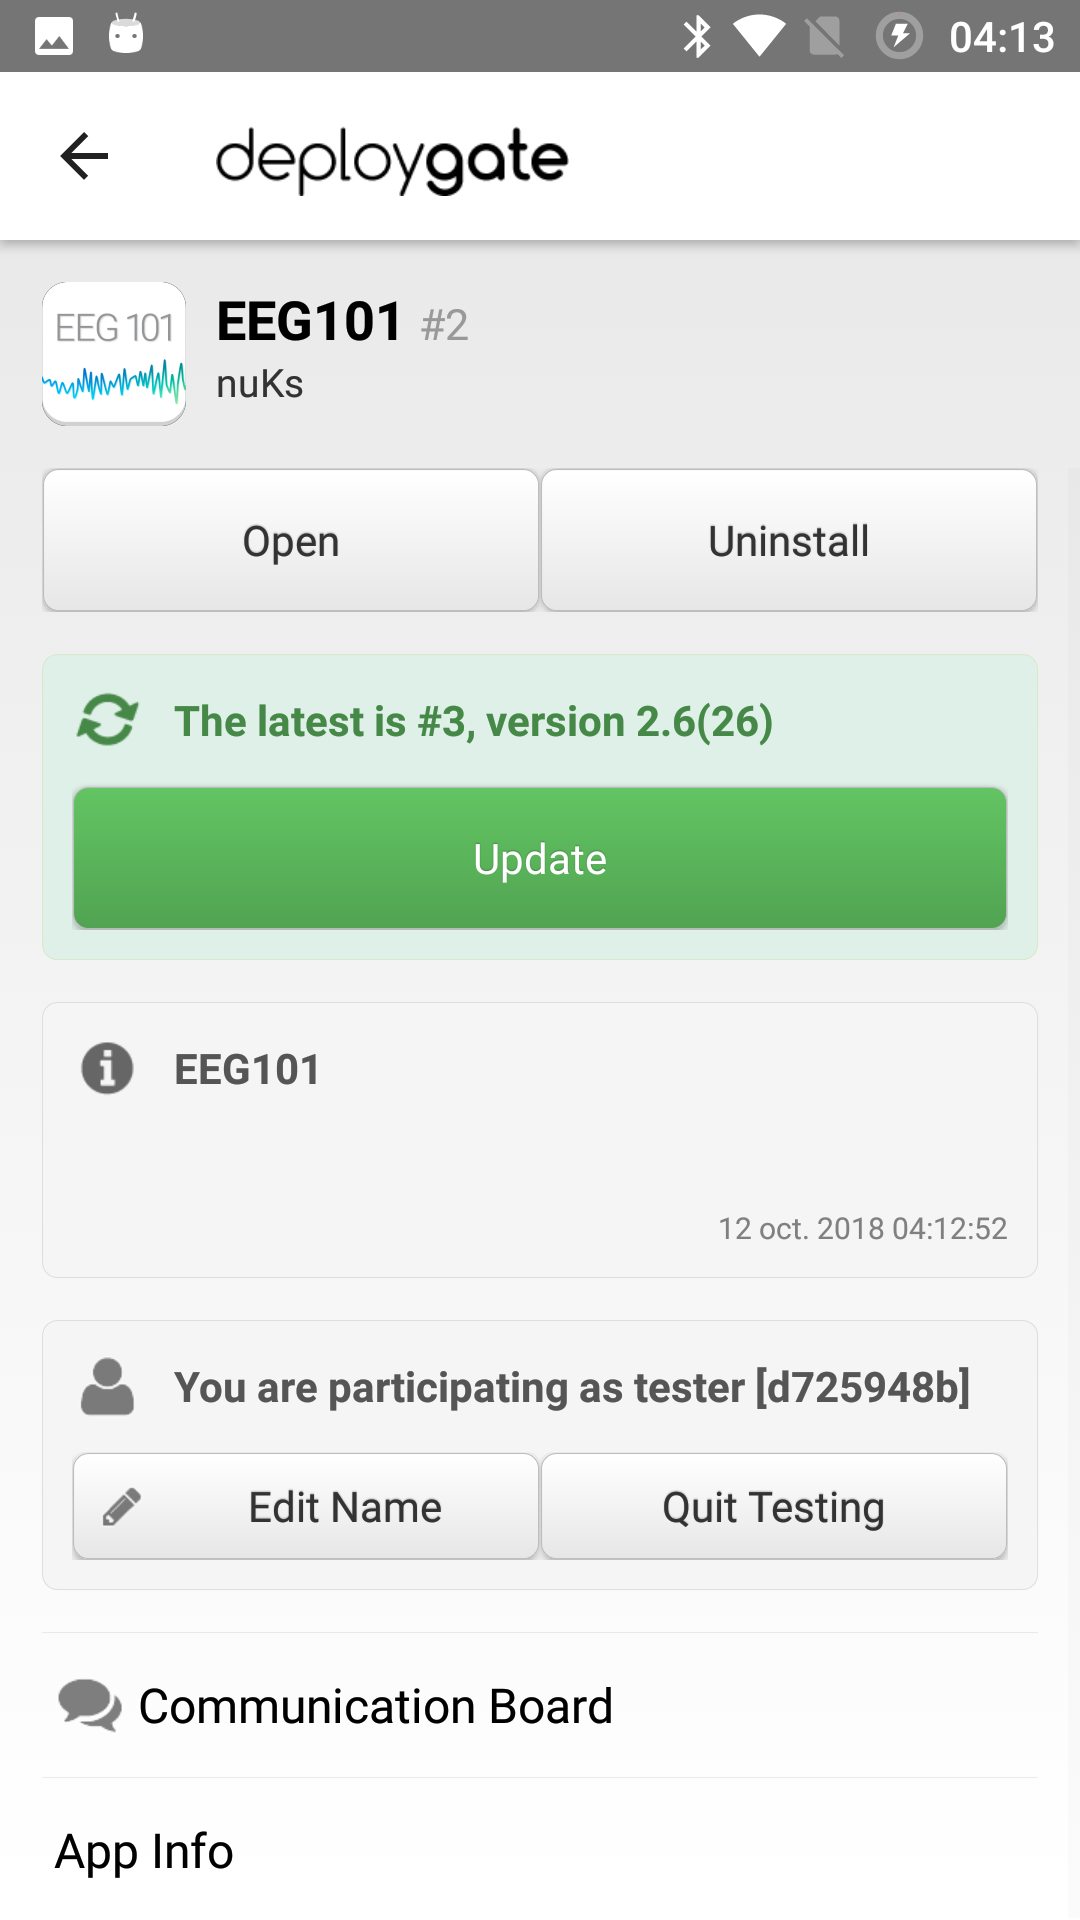 04:13
deploygate
EEG 101
EEG101 #2
nuKs
Open
Uninstall
The latest is #3, version 2.6(26)
Update
EEG101
12 oct. 2018 04:12:52
You are participating as tester [d725948b]
Edit Name
Quit Testing
Communication Board
App Info